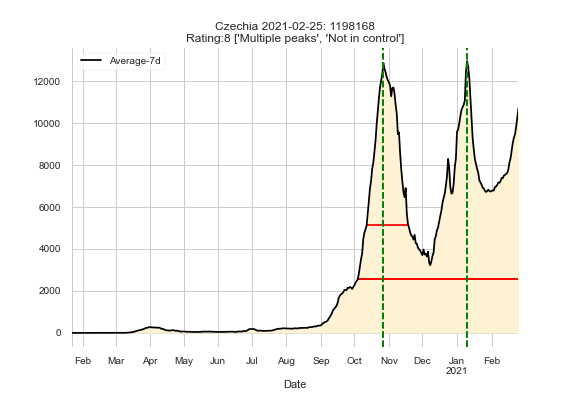 Czechia 2021-02-25: 1198168
Rating:8 ['Multiple peaks', 'Not in control']
Average-7d
12000
10000
8000
6000
4000
2000
0
Feb Mar Apr May Jun Jul Aug Sep Oct Nov Dec Jan Feb
2021
Date